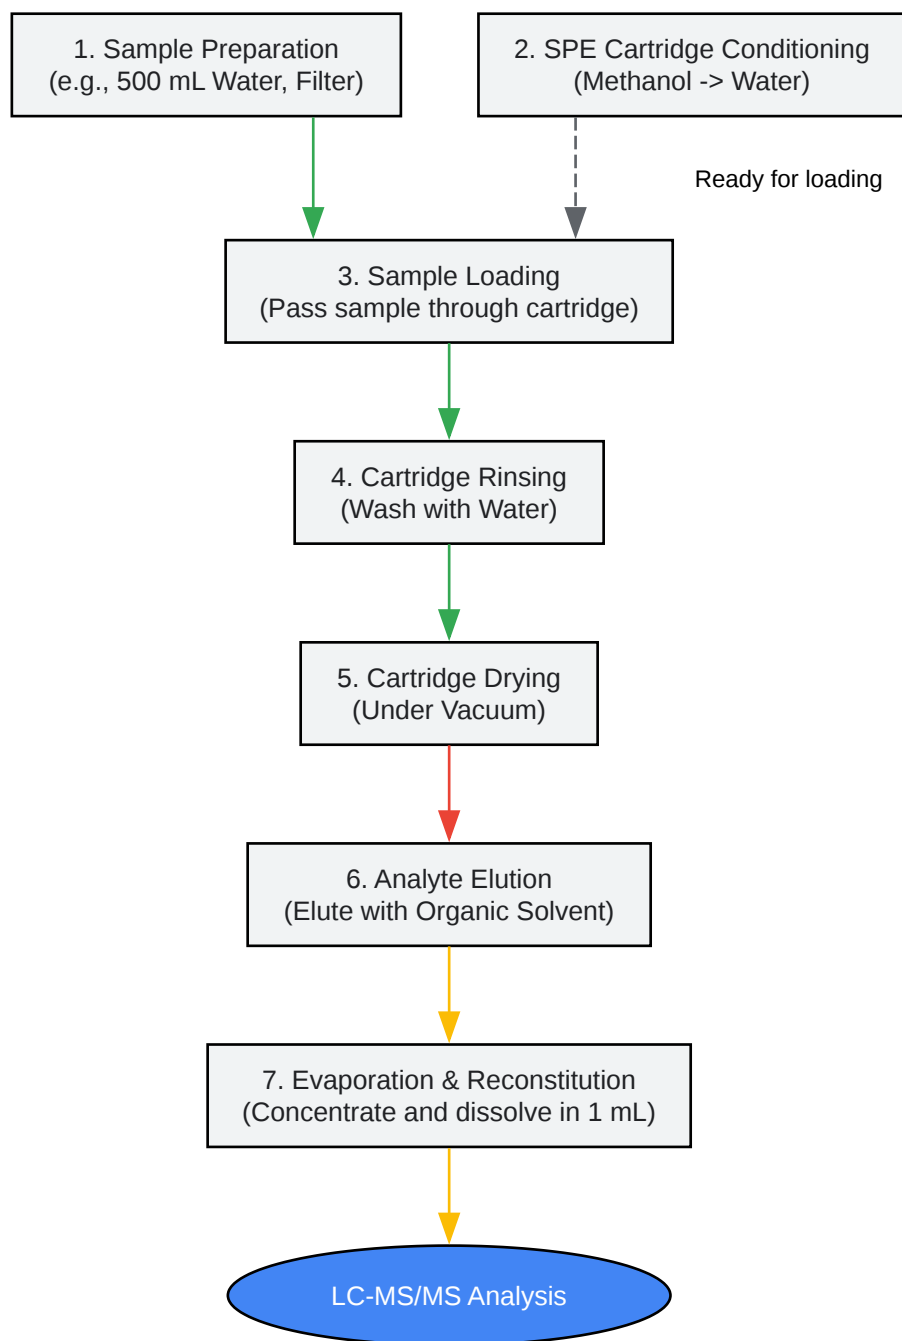 1. Sample Preparation
(e.g., 500 mL Water, Filter)
2. SPE Cartridge Conditioning
(Methanol -> Water)
Ready for loading
3. Sample Loading
(Pass sample through cartridge)
4. Cartridge Rinsing
(Wash with Water)
5. Cartridge Drying
(Under Vacuum)
6. Analyte Elution
(Elute with Organic Solvent)
7. Evaporation & Reconstitution
(Concentrate and dissolve in 1 mL)
LC-MS/MS Analysis